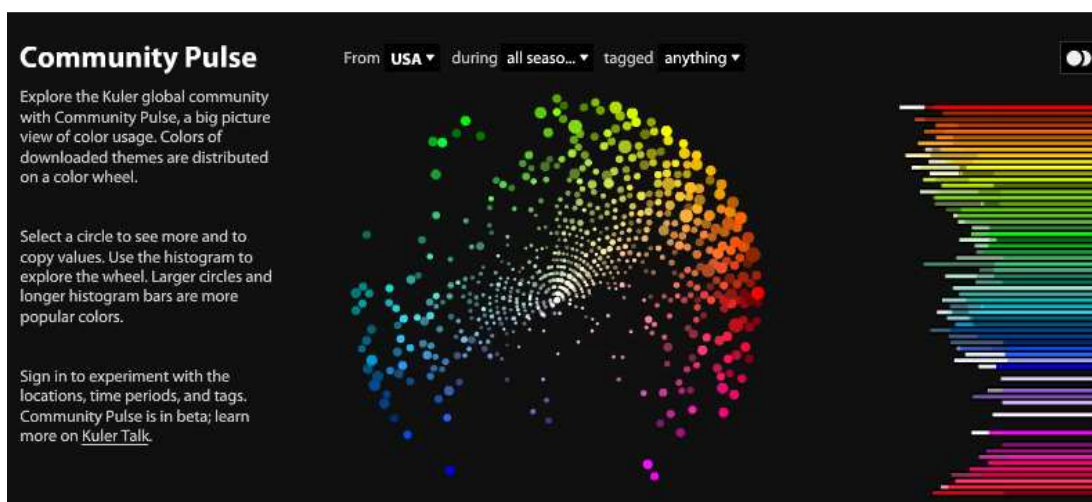 Community Pulse
From USA during all seaso... tagged anything
Explore the Kuler global community
with Community Pulse, a big picture
view of color usage. Colors of
downloaded themes are distributed
on a color wheel.
Select a circle to see more and to
copy values. Use the histogram to
explore the wheel. Larger circles and
longer histogram bars are more
popular colors.
Sign in to experiment with the
locations, time periods, and tags.
Community Pulse is in beta; learn
more on Kuler Talk.